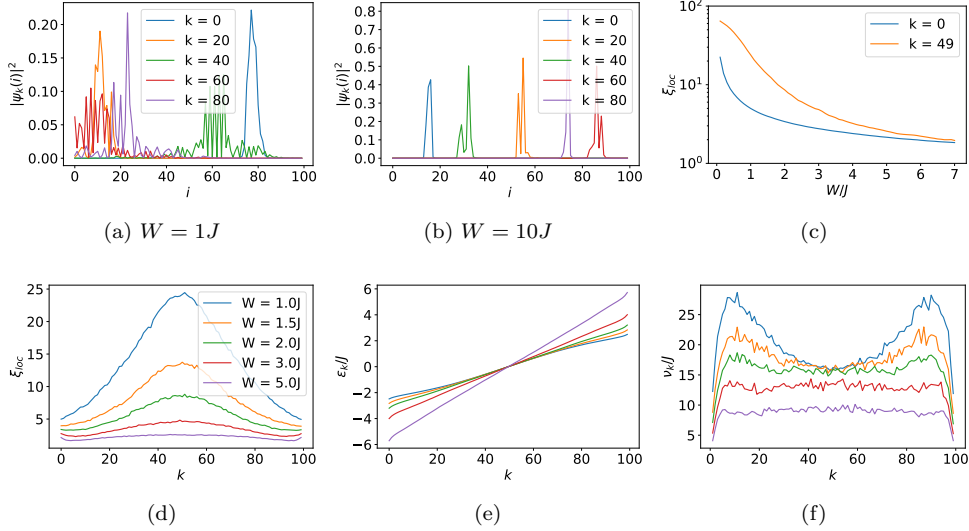 0.20
0.15
0.10
0.05
0.00
|ψk(i)|²
k = 0
k = 20
k = 40
k = 60
k = 80
0 20 40 60 80 100
i
(a) W = 1J
0.8
0.7
0.6
0.5
0.4
0.3
0.2
0.1
0.0
|ψk(i)|²
k = 0
k = 20
k = 40
k = 60
k = 80
0 20 40 60 80 100
i
(b) W = 10J
10²
10¹
10⁰
ξloc
k = 0
k = 49
0 1 2 3 4 5 6 7
W/J
(c)
25
20
15
10
5
ξloc
W = 1.0J
W = 1.5J
W = 2.0J
W = 3.0J
W = 5.0J
0 20 40 60 80 100
k
(d)
6
4
2
0
−2
−4
−6
εk/J
0 20 40 60 80 100
k
(e)
30
25
20
15
10
5
νk/J
0 20 40 60 80 100
k
(f)